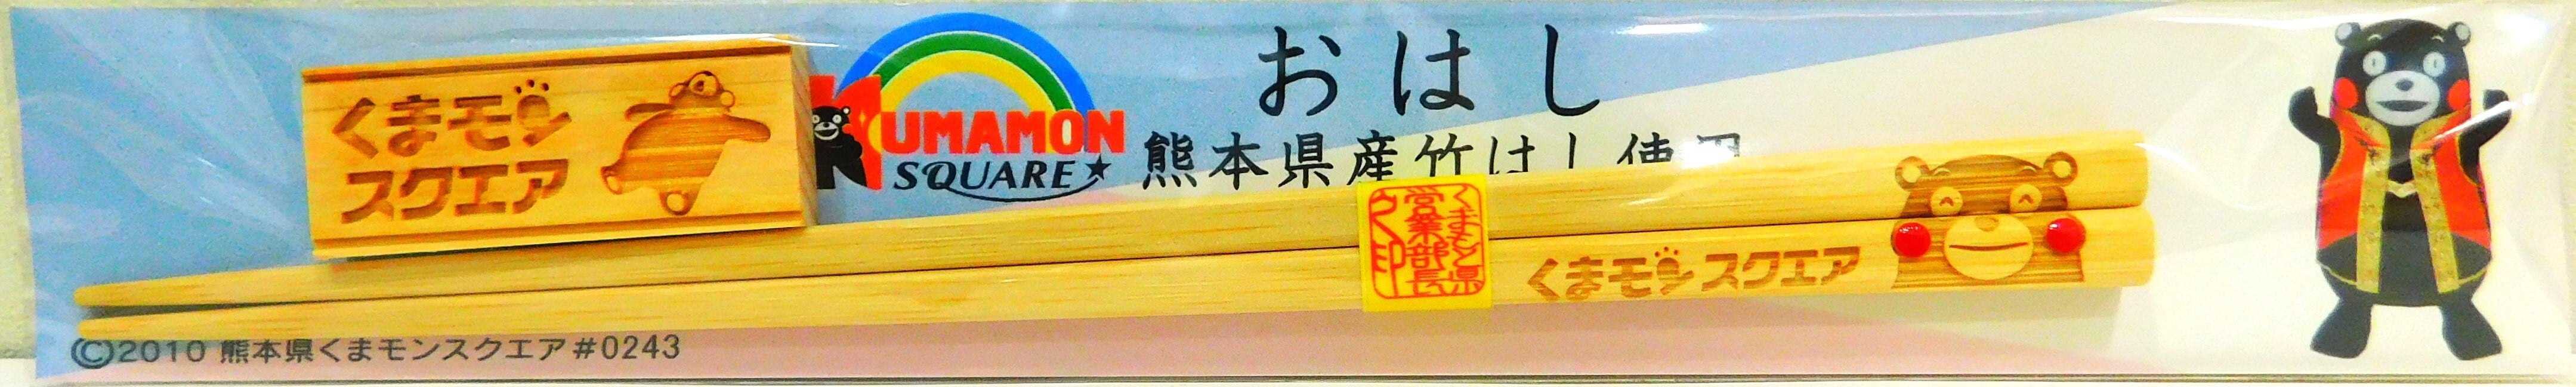 くまモン
スクエア
KUMAMON
SQUARE
おはし
熊本県産竹はし使用
くまもと県
営業部長
之印
くまモンスクエア
©2010 熊本県くまモンスクエア#0243